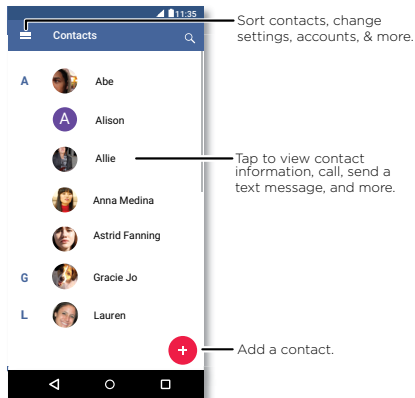 11:35
Contacts
Sort contacts, change
settings, accounts, & more.
A
Abe
A
Alison
Allie
Tap to view contact
information, call, send a
text message, and more.
Anna Medina
Astrid Fanning
G
Gracie Jo
L
Lauren
+
Add a contact.